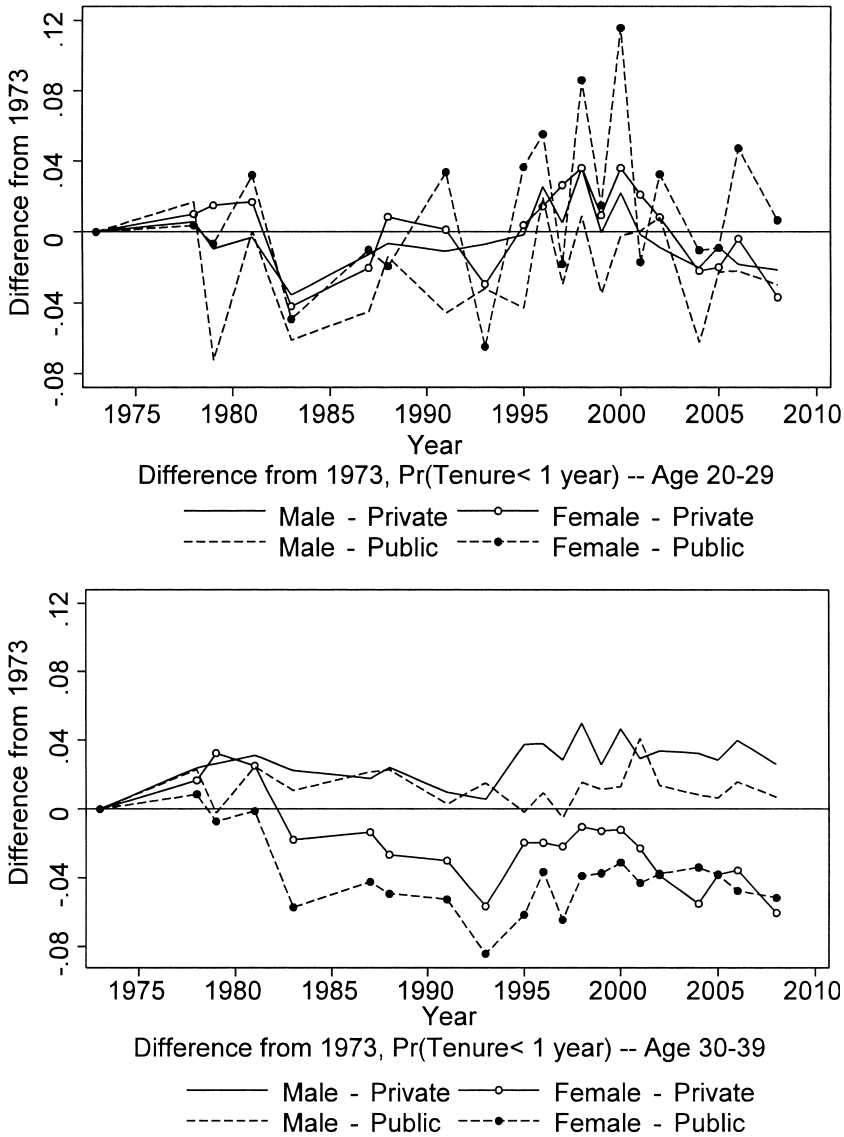 .12
.08
.04
0
-.04
-.08
Difference from 1973
1975 1980 1985 1990 1995 2000 2005 2010
Year
Difference from 1973, Pr(Tenure< 1 year) -- Age 20-29
Male - Private Female - Private
Male - Public Female - Public
.12
.08
.04
0
-.04
-.08
Difference from 1973
1975 1980 1985 1990 1995 2000 2005 2010
Year
Difference from 1973, Pr(Tenure< 1 year) -- Age 30-39
Male - Private Female - Private
Male - Public Female - Public